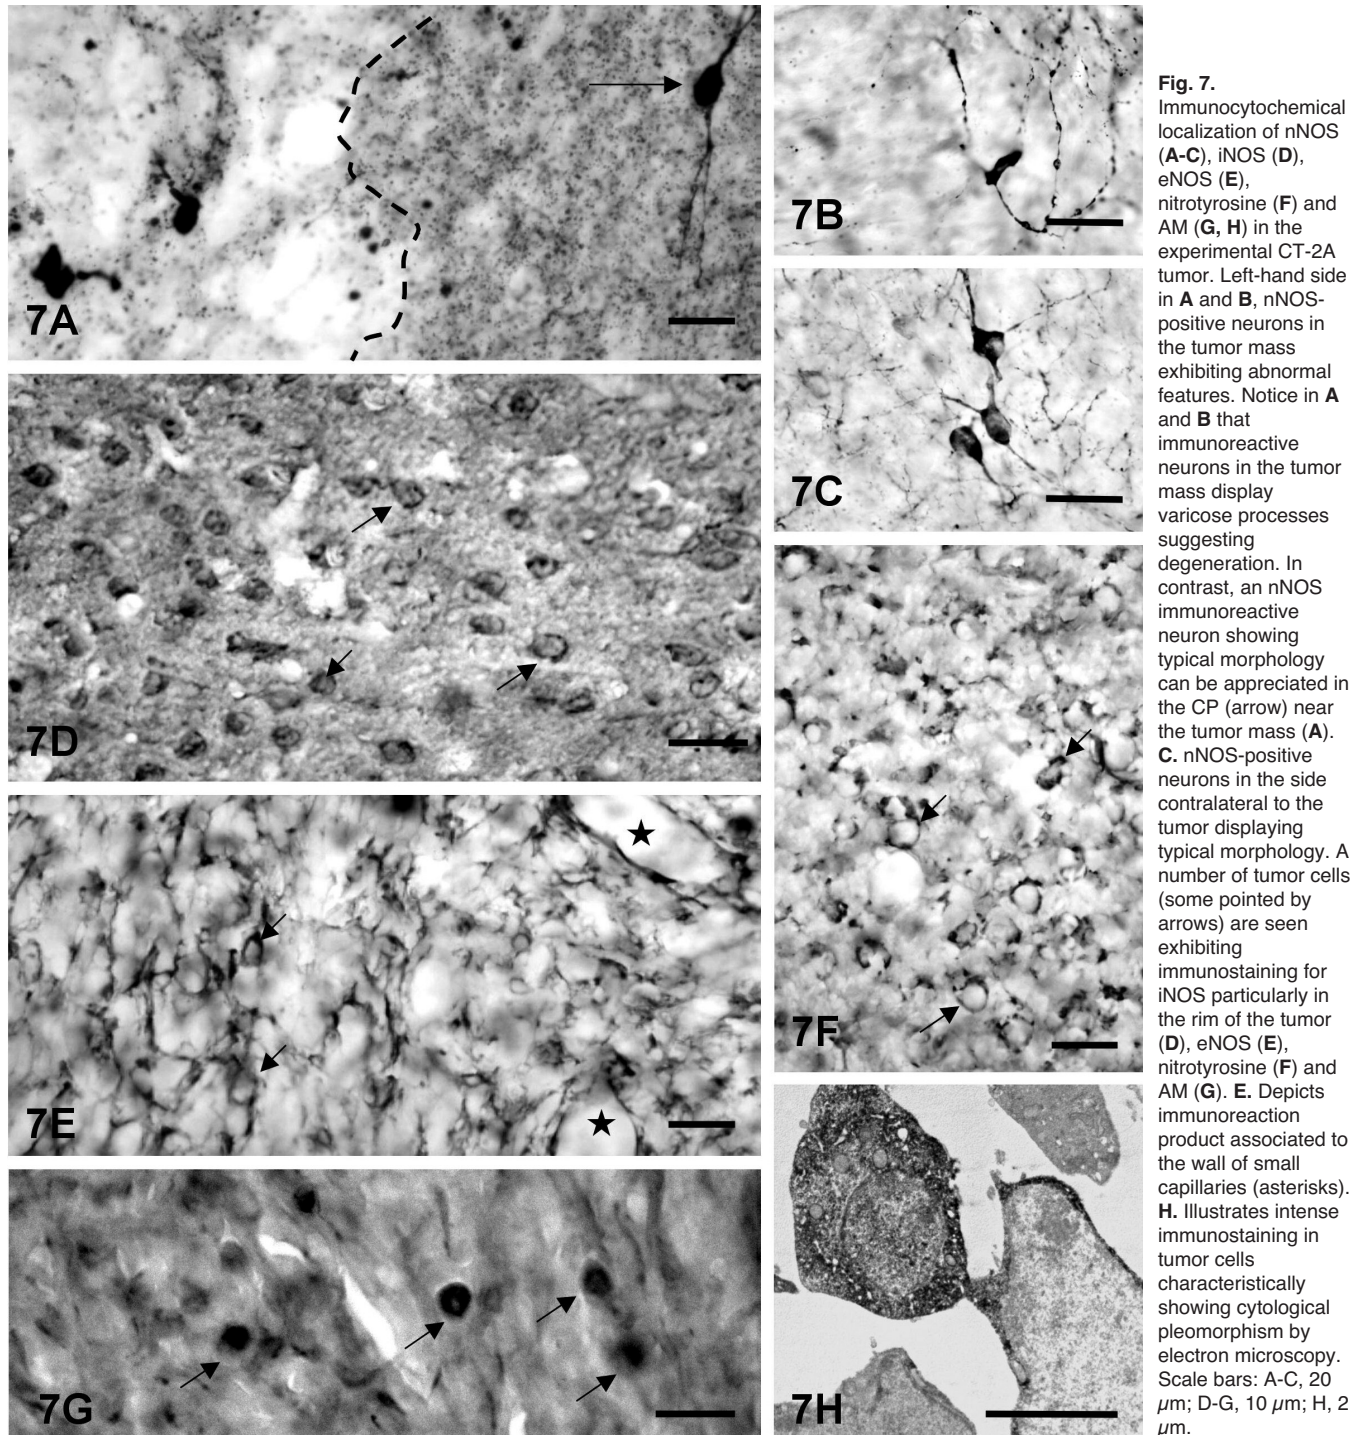 7A
7B
7C
7D
7E
7F
7G
7H
Fig. 7.
Immunocytochemical
localization of nNOS
(A-C), iNOS (D),
eNOS (E),
nitrotyrosine (F) and
AM (G, H) in the
experimental CT-2A
tumor. Left-hand side
in A and B, nNOS-
positive neurons in
the tumor mass
exhibiting abnormal
features. Notice in A
and B that
immunoreactive
neurons in the tumor
mass display
varicose processes
suggesting
degeneration. In
contrast, an nNOS
immunoreactive
neuron showing
typical morphology
can be appreciated in
the CP (arrow) near
the tumor mass (A).
C. nNOS-positive
neurons in the side
contralateral to the
tumor displaying
typical morphology. A
number of tumor cells
(some pointed by
arrows) are seen
exhibiting
immunostaining for
iNOS particularly in
the rim of the tumor
(D), eNOS (E),
nitrotyrosine (F) and
AM (G). E. Depicts
immunoreaction
product associated to
the wall of small
capillaries (asterisks).
H. Illustrates intense
immunostaining in
tumor cells
characteristically
showing cytological
pleomorphism by
electron microscopy.
Scale bars: A-C, 20
µm; D-G, 10 µm; H, 2
µm.